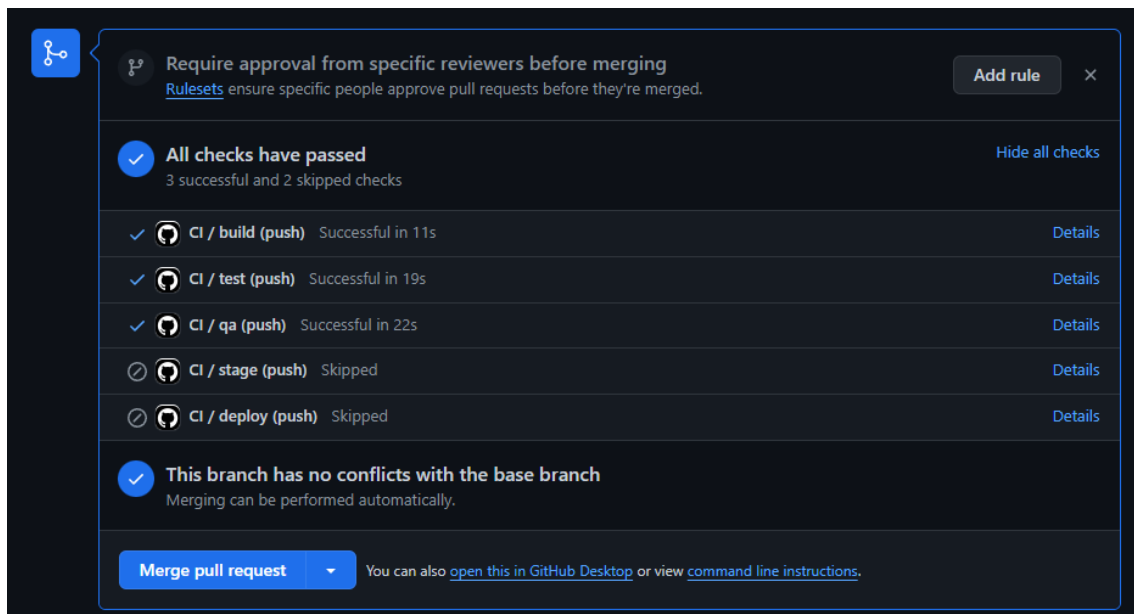 Require approval from specific reviewers before merging
Rulesets ensure specific people approve pull requests before they're merged.
Add rule
All checks have passed
Hide all checks
3 successful and 2 skipped checks
CI / build (push) Successful in 11s Details
CI / test (push) Successful in 19s Details
CI / qa (push) Successful in 22s Details
CI / stage (push) Skipped Details
CI / deploy (push) Skipped Details
This branch has no conflicts with the base branch
Merging can be performed automatically.
Merge pull request You can also open this in GitHub Desktop or view command line instructions.